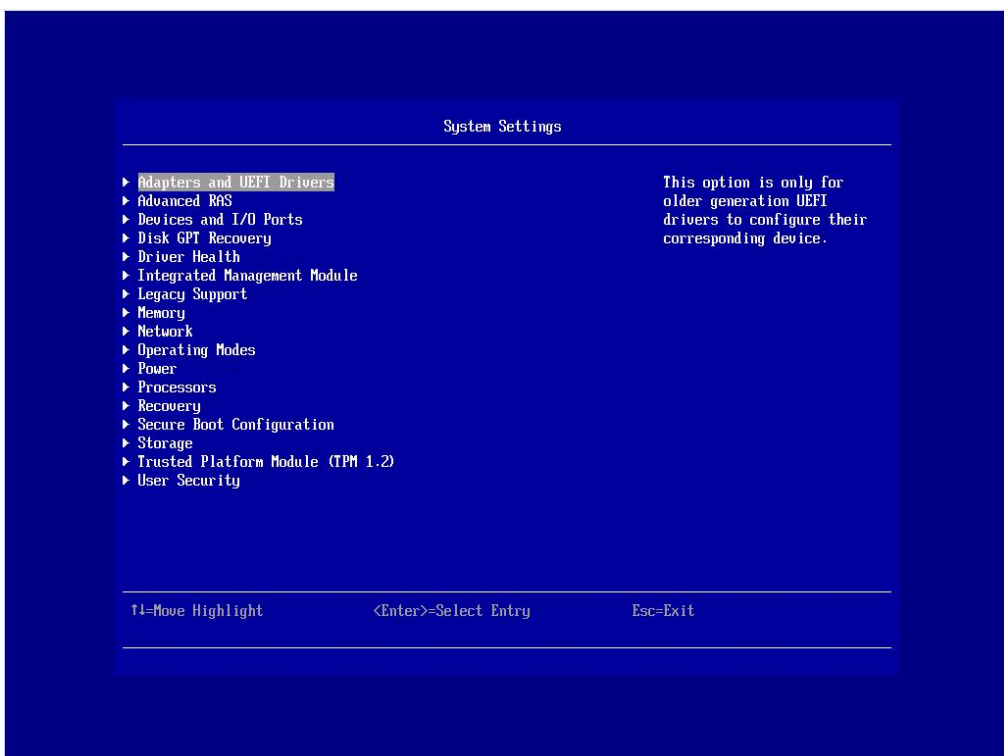 System Settings
▶ Adapters and UEFI Drivers
▶ Advanced RAS
▶ Devices and I/O Ports
▶ Disk GPT Recovery
▶ Driver Health
▶ Integrated Management Module
▶ Legacy Support
▶ Memory
▶ Network
▶ Operating Modes
▶ Power
▶ Processors
▶ Recovery
▶ Secure Boot Configuration
▶ Storage
▶ Trusted Platform Module (TPM 1.2)
▶ User Security
This option is only for
older generation UEFI
drivers to configure their
corresponding device.
↑↓=Move Highlight <Enter>=Select Entry Esc=Exit